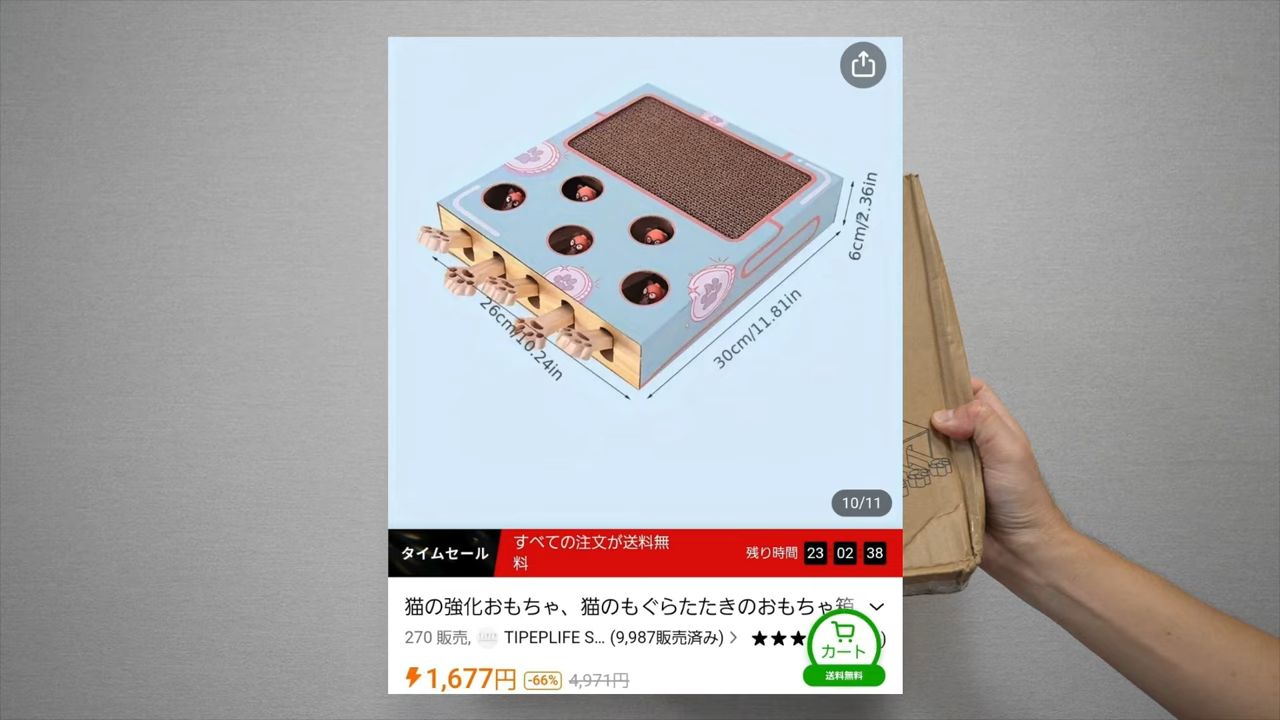 6cm/2.36in
26cm/10.24in
30cm/11.81in
10/11
タイムセール
すべての注文が送料無
料
残り時間 23 02 38
猫の強化おもちゃ、猫のもぐらたたきのおもちゃ箱
270 販売, TIPEPLIFE S... (9,987販売済み)
カート
送料無料
1,677円 -66% 4,971円